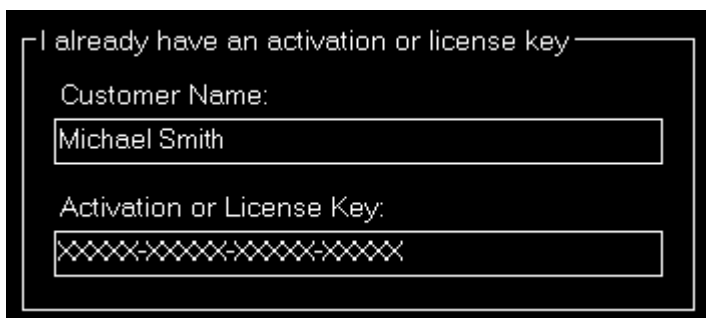 I already have an activation or license key
Customer Name:
Michael Smith
Activation or License Key:
XXXXX-XXXXX-XXXXX-XXXXX